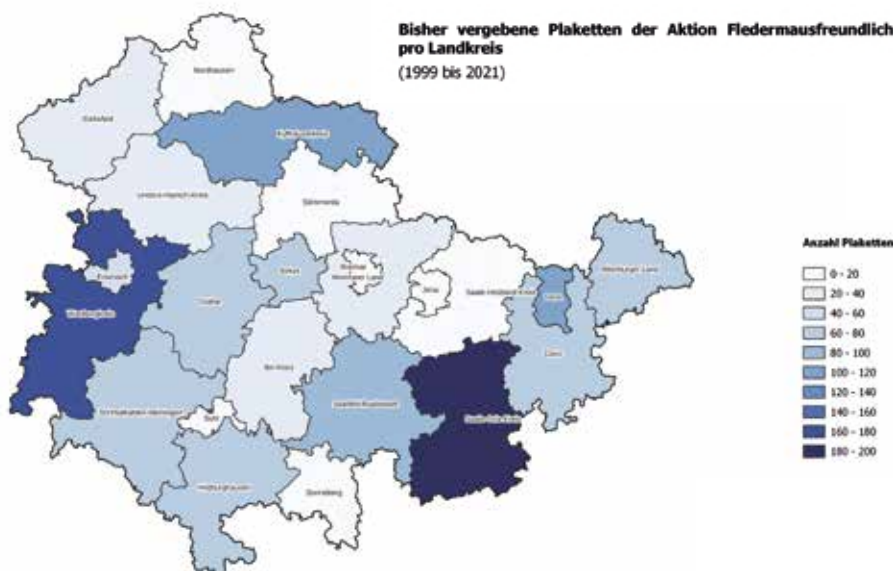 Bisher vergebene Plaketten der Aktion Fledermausfreundlich
pro Landkreis
(1999 bis 2021)
Nordhausen
Eichsfeld
Kyffhäuserkreis
Unstrut-Hainich-Kreis
Sömmerda
Eisenach
Wartburgkreis
Gotha
Erfurt
Weimar
Weimarer Land
Jena
Saale-Holzland-Kreis
Gera
Altenburger Land
Greiz
Ilm-Kreis
Saalfeld-Rudolstadt
Saale-Orla-Kreis
Schmalkalden-Meiningen
Suhl
Hildburghausen
Sonneberg
Anzahl Plaketten
0 - 20
20 - 40
40 - 60
60 - 80
80 - 100
100 - 120
120 - 140
140 - 160
160 - 180
180 - 200